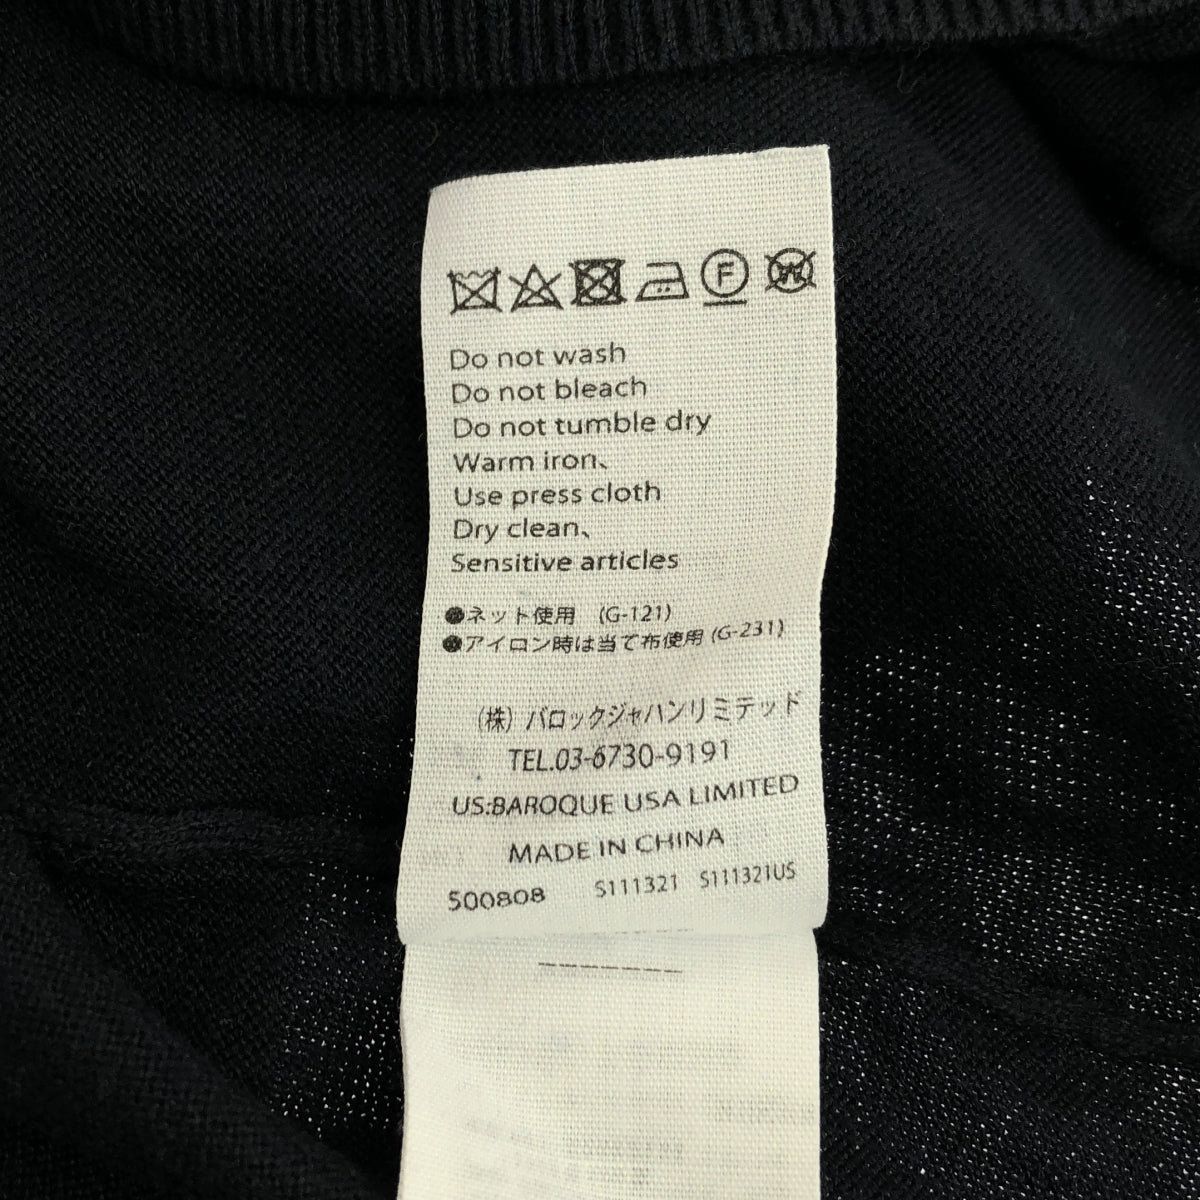 F W
Do not wash
Do not bleach
Do not tumble dry
Warm iron、
Use press cloth
Dry clean、
Sensitive articles
●ネット使用 (G-121)
●アイロン時は当て布使用 (G-231)
(株) バロックジャパンリミテッド
TEL.03-6730-9191
US:BAROQUE USA LIMITED
MADE IN CHINA
500808 S111321 S111321US